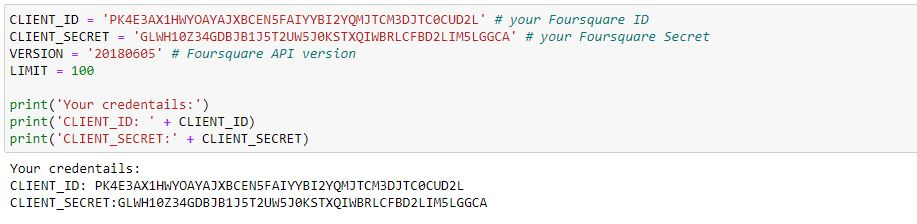 CLIENT_ID = 'PK4E3AX1HWYOAYAJXBCEN5FAIYYBI2YQMJTCM3DJTC0CUD2L' # your Foursquare ID
CLIENT_SECRET = 'GLWH10Z34GDBJB1J5T2UW5J0KSTXQIWBRLCFBD2LIM5LGGCA' # your Foursquare Secret
VERSION = '20180605' # Foursquare API version
LIMIT = 100
print('Your credentails:')
print('CLIENT_ID: ' + CLIENT_ID)
print('CLIENT_SECRET:' + CLIENT_SECRET)
Your credentails:
CLIENT_ID: PK4E3AX1HWYOAYAJXBCEN5FAIYYBI2YQMJTCM3DJTC0CUD2L
CLIENT_SECRET:GLWH10Z34GDBJB1J5T2UW5J0KSTXQIWBRLCFBD2LIM5LGGCA